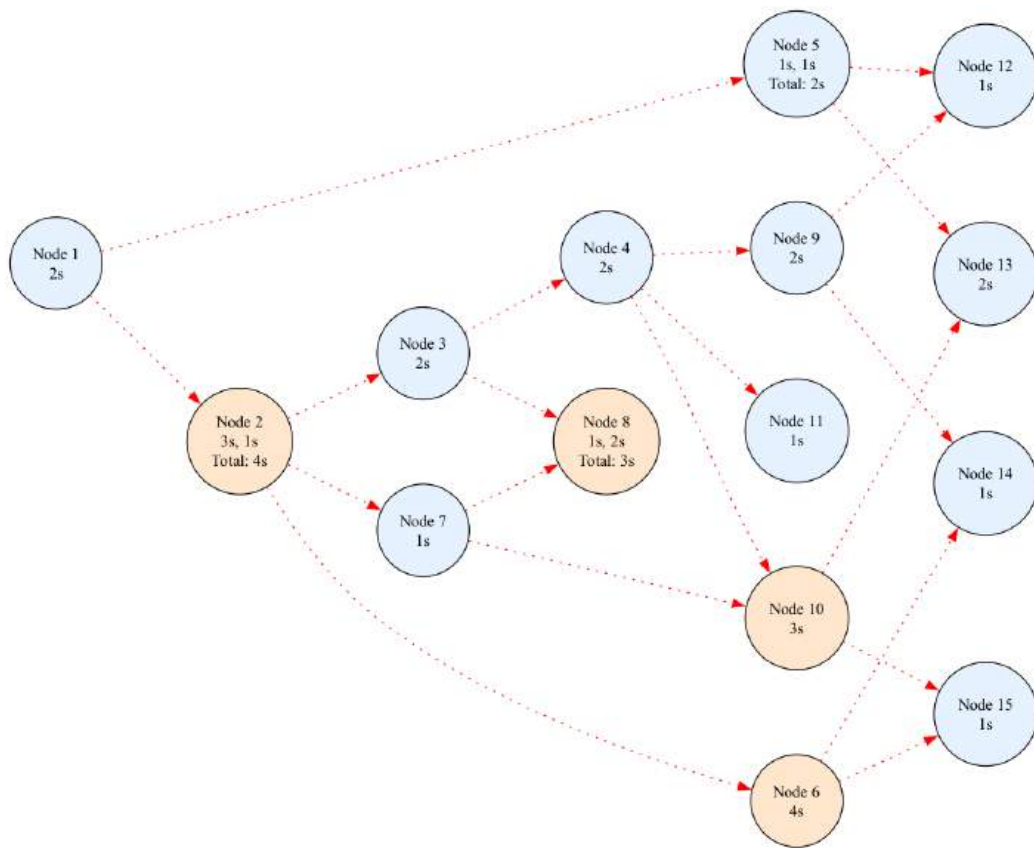 Node 5
1s, 1s
Total: 2s
Node 12
1s
Node 1
2s
Node 4
2s
Node 9
2s
Node 13
2s
Node 3
2s
Node 2
3s, 1s
Total: 4s
Node 8
1s, 2s
Total: 3s
Node 11
1s
Node 14
1s
Node 7
1s
Node 10
3s
Node 15
1s
Node 6
4s